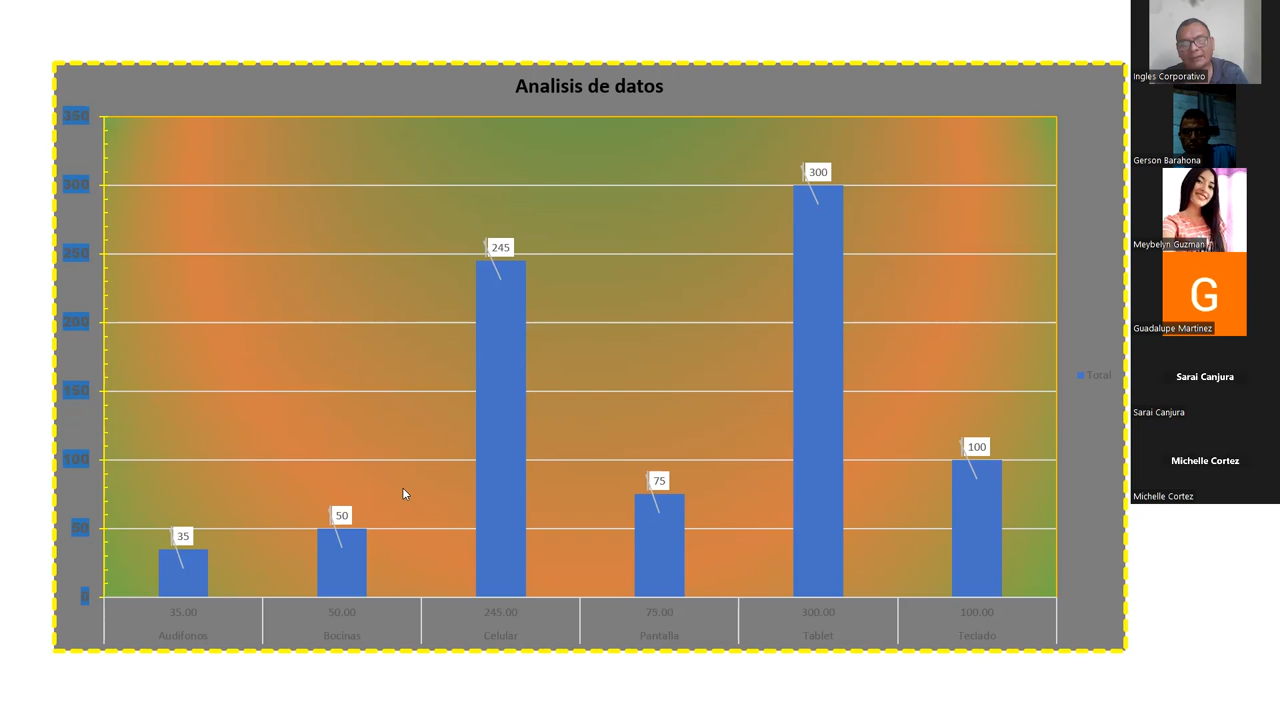 Analisis de datos
350
300
250
200
150
100
50
0
35
50
245
75
300
100
35.00 50.00 245.00 75.00 300.00 100.00
Audifonos Bocinas Celular Pantalla Tablet Teclado
Total
Ingles Corporativo
Gerson Barahona
Meybelyn Guzman
G
Guadalupe Martinez
Sarai Canjura
Sarai Canjura
Michelle Cortez
Michelle Cortez